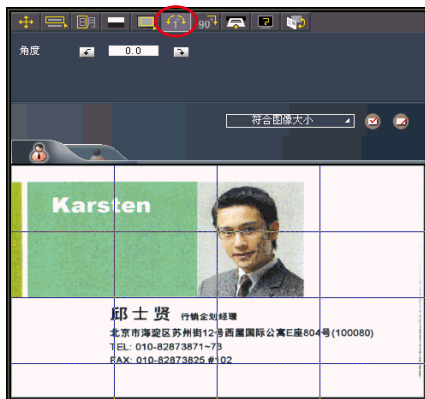 1
90
?
角度
0.0
符合图像大小
Karsten
邱士贤 行销企划经理
北京市海淀区苏州街12号西屋国际公寓E座804号(100080)
TEL: 010-82873871~73
FAX: 010-82873825 #102